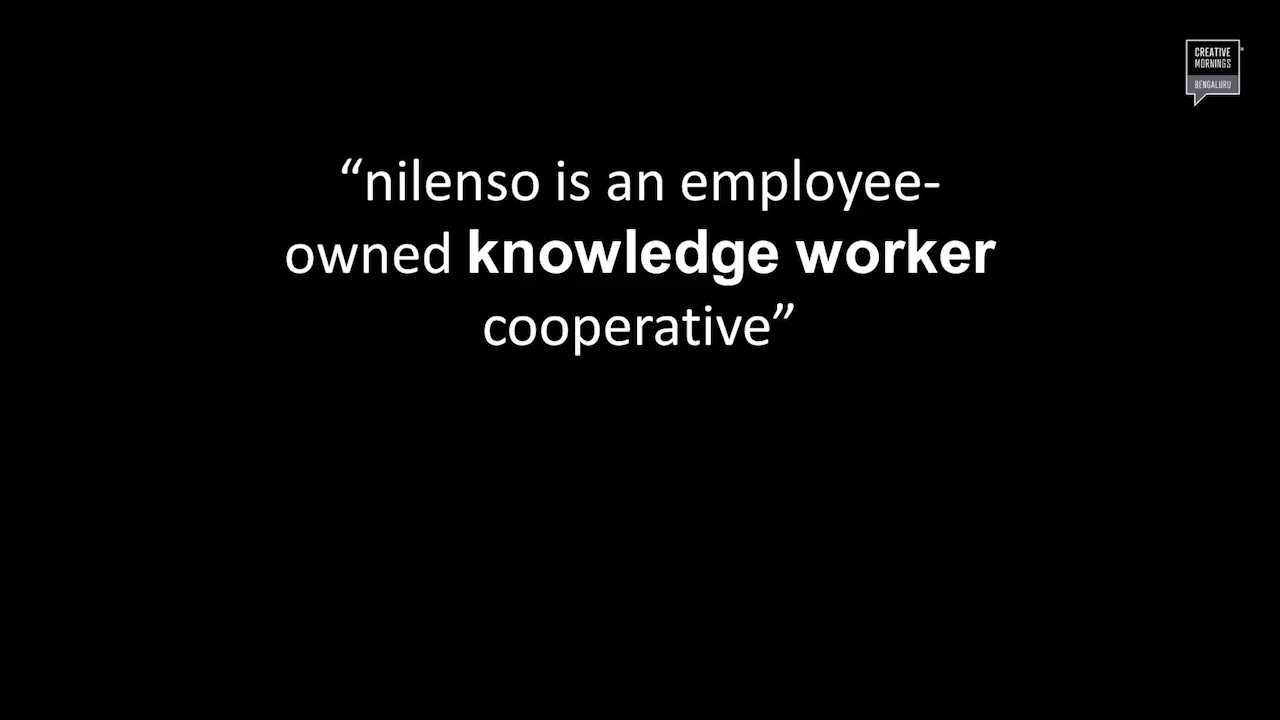 CREATIVE
MORNINGS
BENGALURU
“nilenso is an employee-
owned knowledge worker
cooperative”